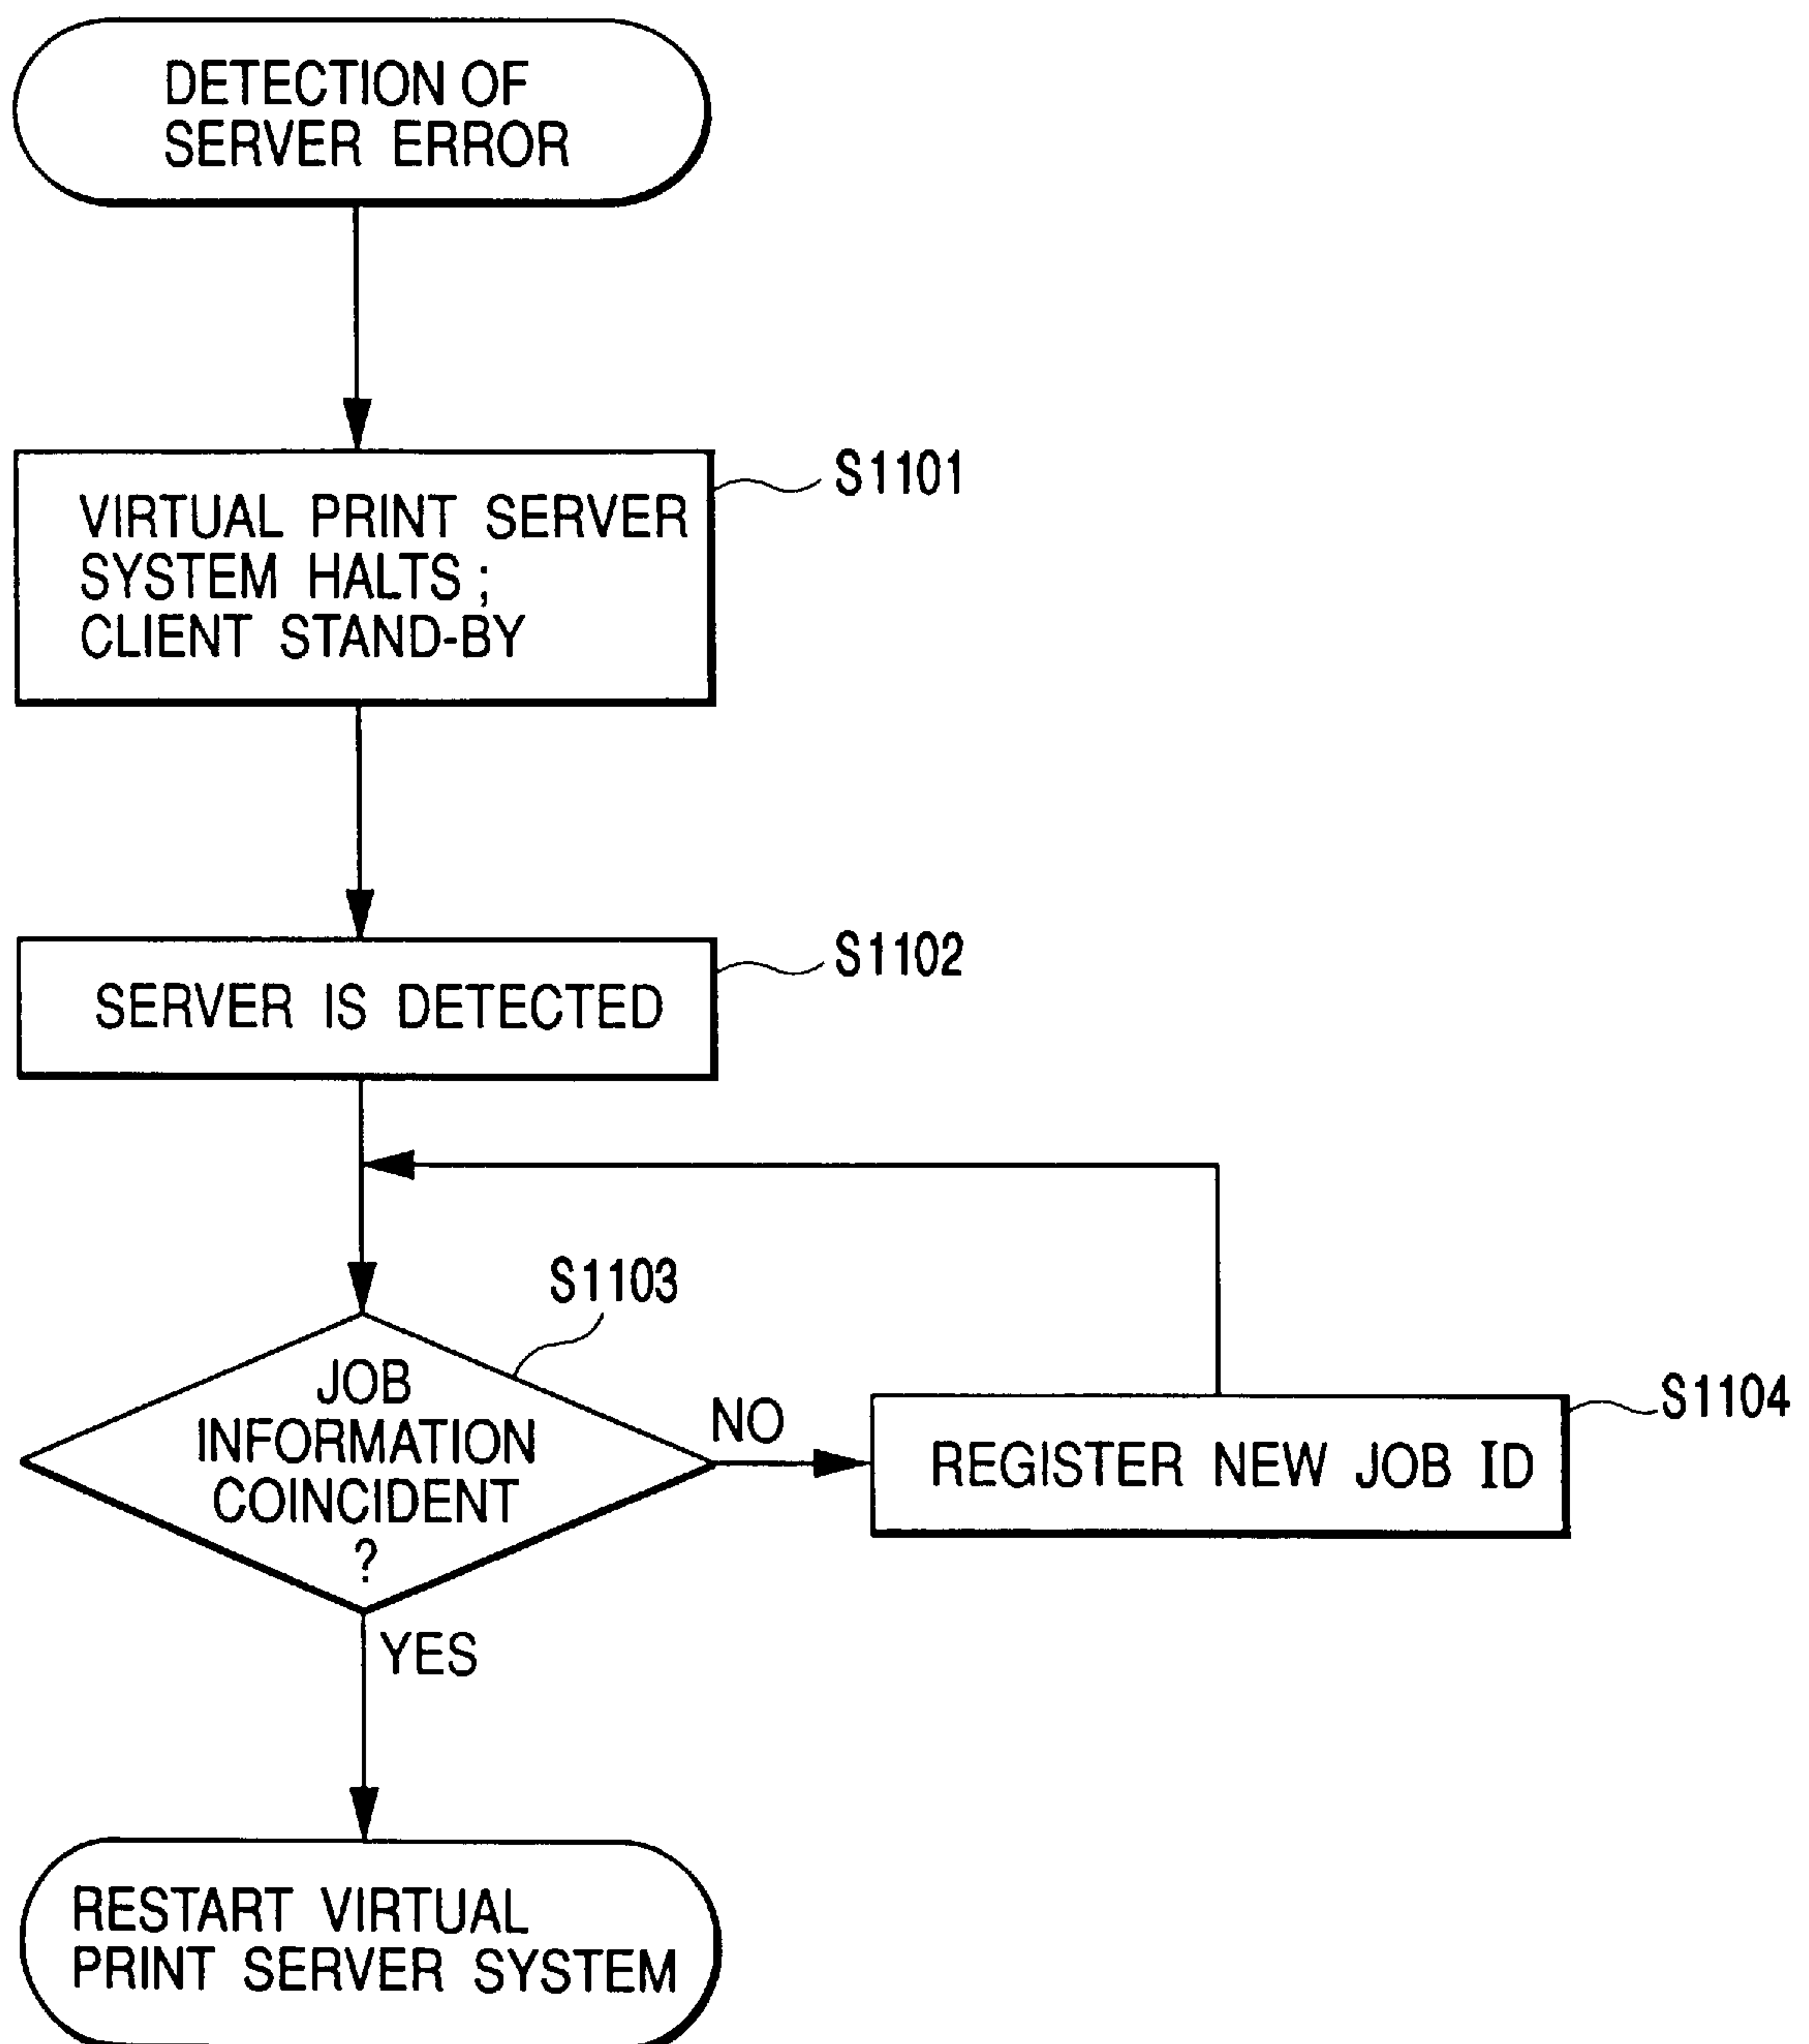 DETECTION OF
SERVER ERROR
S1101
VIRTUAL PRINT SERVER
SYSTEM HALTS ;
CLIENT STAND-BY
S1102
SERVER IS DETECTED
S1103
JOB
INFORMATION
COINCIDENT
?
NO
S1104
REGISTER NEW JOB ID
YES
RESTART VIRTUAL
PRINT SERVER SYSTEM